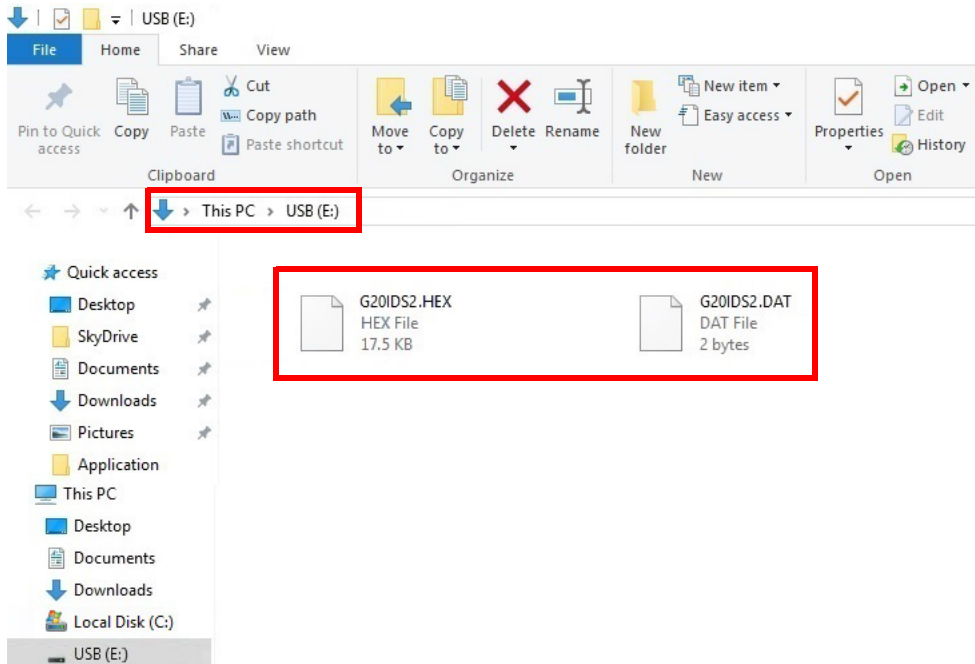 USB (E:)
File Home Share View
Pin to Quick access
Copy
Paste
Cut
Copy path
Paste shortcut
Clipboard
Move to
Copy to
Delete
Rename
Organize
New folder
New item
Easy access
New
Properties
Open
Edit
History
Open
This PC > USB (E:)
Quick access
Desktop
SkyDrive
Documents
Downloads
Pictures
Application
This PC
Desktop
Documents
Downloads
Local Disk (C:)
USB (E:)
G20IDS2.HEX
HEX File
17.5 KB
G20IDS2.DAT
DAT File
2 bytes